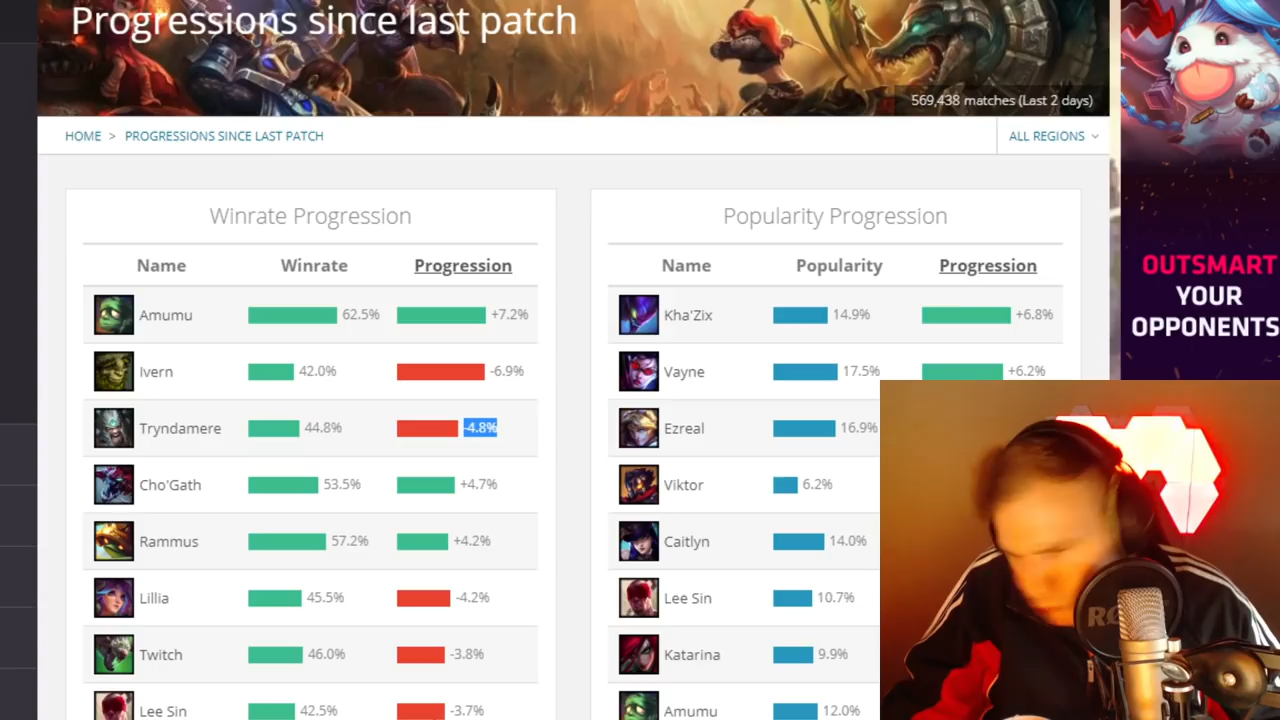 Progressions since last patch
569,438 matches (Last 2 days)
HOME > PROGRESSIONS SINCE LAST PATCH
ALL REGIONS
Winrate Progression
Name Winrate Progression
Amumu 62.5% +7.2%
Ivern 42.0% -6.9%
Tryndamere 44.8% -4.8%
Cho'Gath 53.5% +4.7%
Rammus 57.2% +4.2%
Lillia 45.5% -4.2%
Twitch 46.0% -3.8%
Lee Sin 42.5% -3.7%
Popularity Progression
Name Popularity Progression
Kha'Zix 14.9% +6.8%
Vayne 17.5% +6.2%
Ezreal 16.9%
Viktor 6.2%
Caitlyn 14.0%
Lee Sin 10.7%
Katarina 9.9%
Amumu 12.0%
OUTSMART
YOUR
OPPONENTS